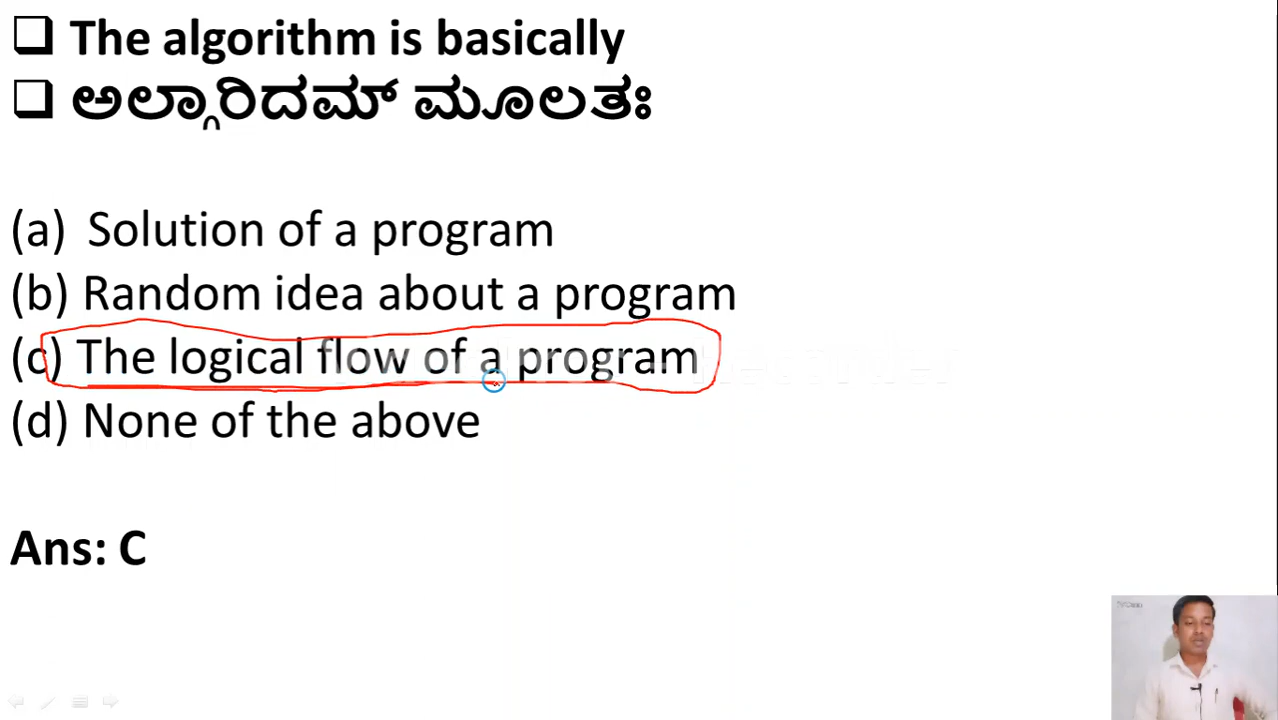 The algorithm is basically
ಅಲ್ಗಾರಿದಮ್ ಮೂಲತಃ
(a) Solution of a program
(b) Random idea about a program
(c) The logical flow of a program
(d) None of the above
Ans: C